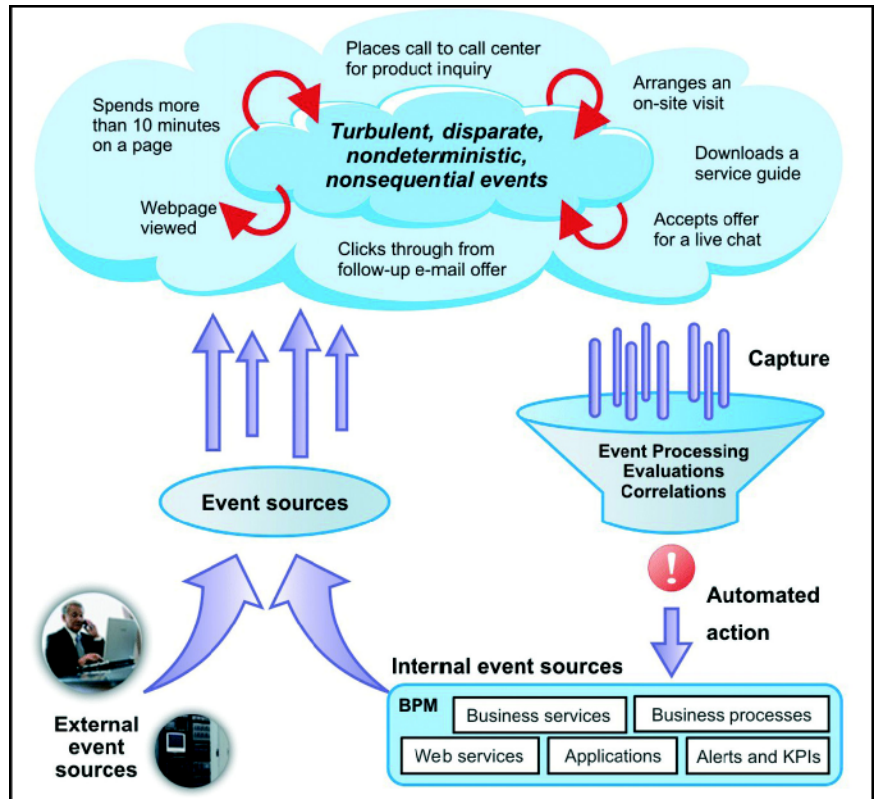 Places call to call center
for product inquiry
Arranges an
on-site visit
Spends more
than 10 minutes
on a page
Turbulent, disparate,
nondeterministic,
nonsequential events
Downloads a
service guide
Webpage
viewed
Accepts offer
for a live chat
Clicks through from
follow-up e-mail offer
Capture
Event Processing
Evaluations
Correlations
Event sources
Automated
action
Internal event sources
BPM
Business services
Business processes
Web services
Applications
Alerts and KPIs
External
event
sources